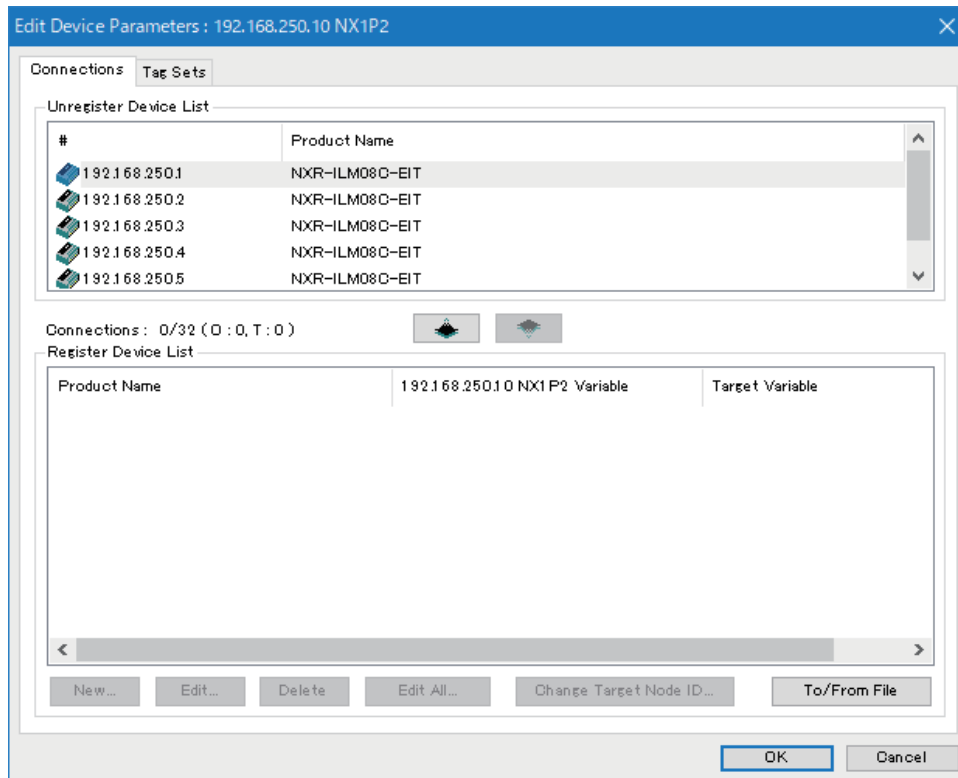 Edit Device Parameters : 192.168.250.10 NX1P2
Connections Tag Sets
Unregister Device List
# Product Name
192.168.250.1 NXR-ILM08C-EIT
192.168.250.2 NXR-ILM08C-EIT
192.168.250.3 NXR-ILM08C-EIT
192.168.250.4 NXR-ILM08C-EIT
192.168.250.5 NXR-ILM08C-EIT
Connections : 0/32 ( O : 0, T : 0 )
Register Device List
Product Name 192.168.250.10 NX1P2 Variable Target Variable
New... Edit... Delete Edit All... Change Target Node ID... To/From File
OK Cancel